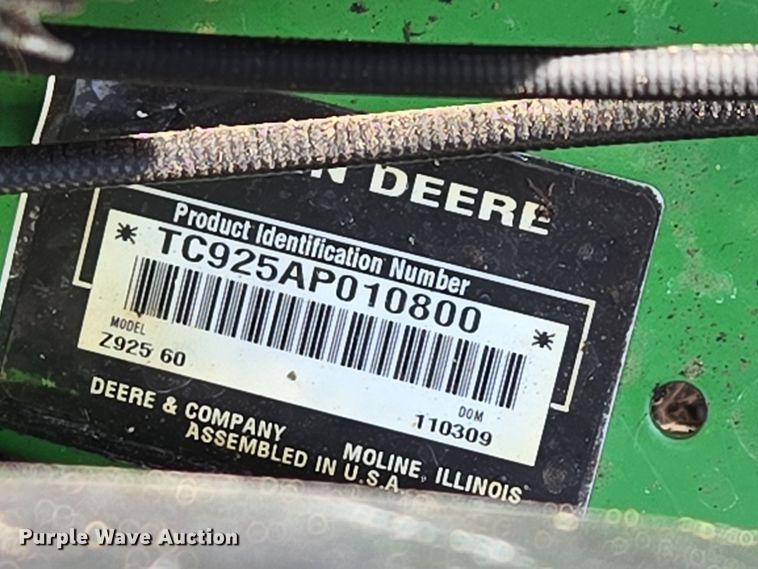 N DEERE
Product Identification Number
* TC925AP010800 *
MODEL
Z925 60
DOM
110309
DEERE & COMPANY MOLINE, ILLINOIS
ASSEMBLED IN U.S.A.
Purple Wave Auction